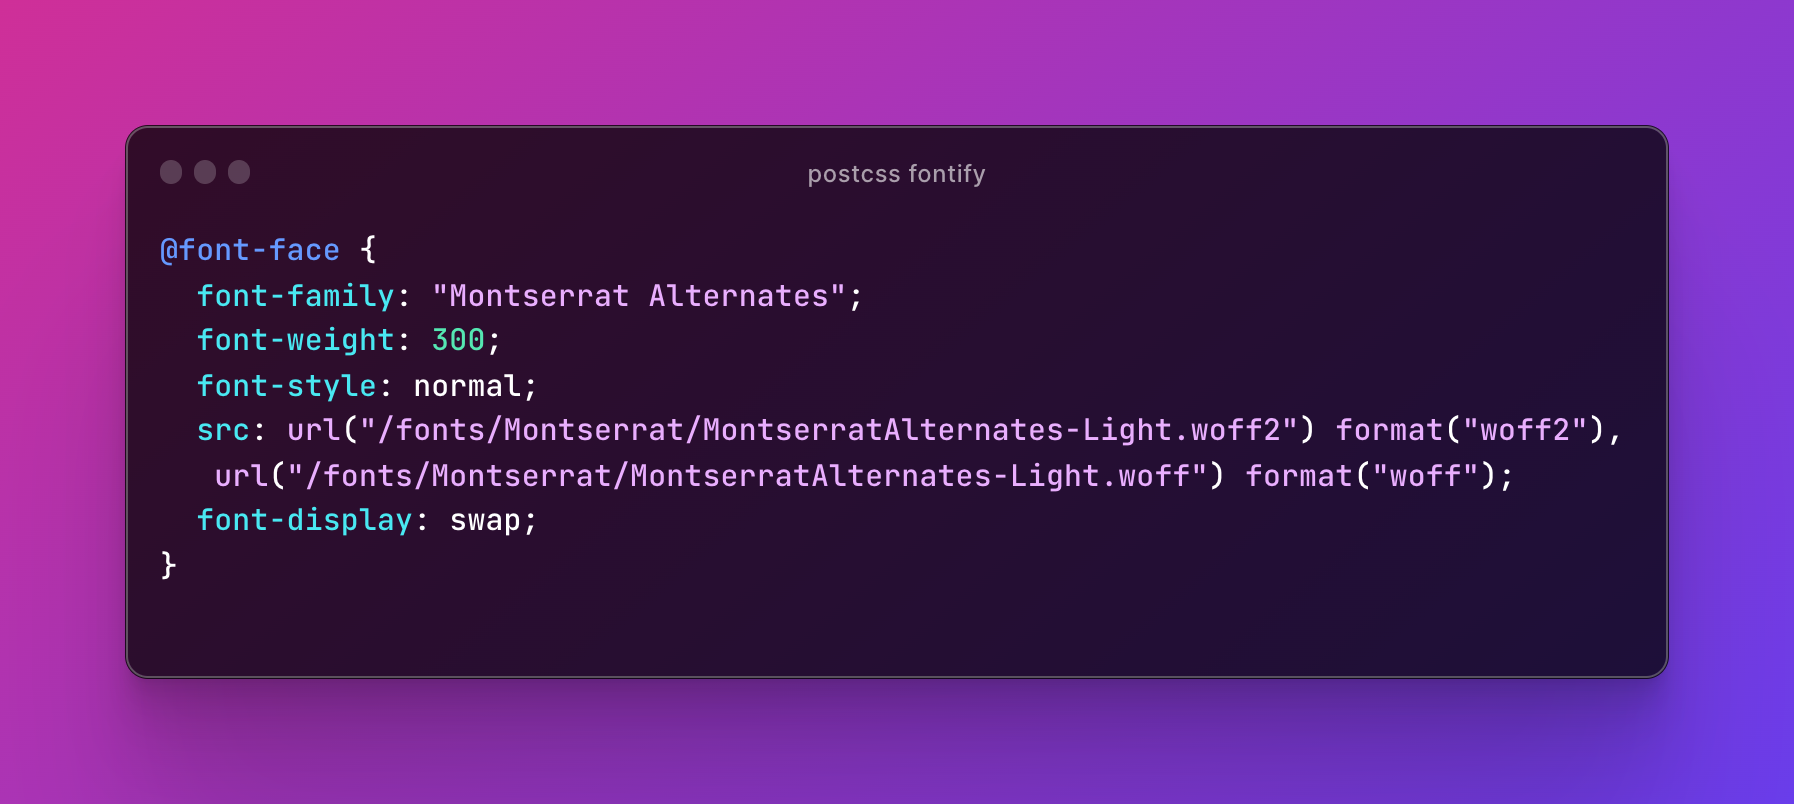 postcss fontify
@font-face {
  font-family: "Montserrat Alternates";
  font-weight: 300;
  font-style: normal;
  src: url("/fonts/Montserrat/MontserratAlternates-Light.woff2") format("woff2"),
   url("/fonts/Montserrat/MontserratAlternates-Light.woff") format("woff");
  font-display: swap;
}